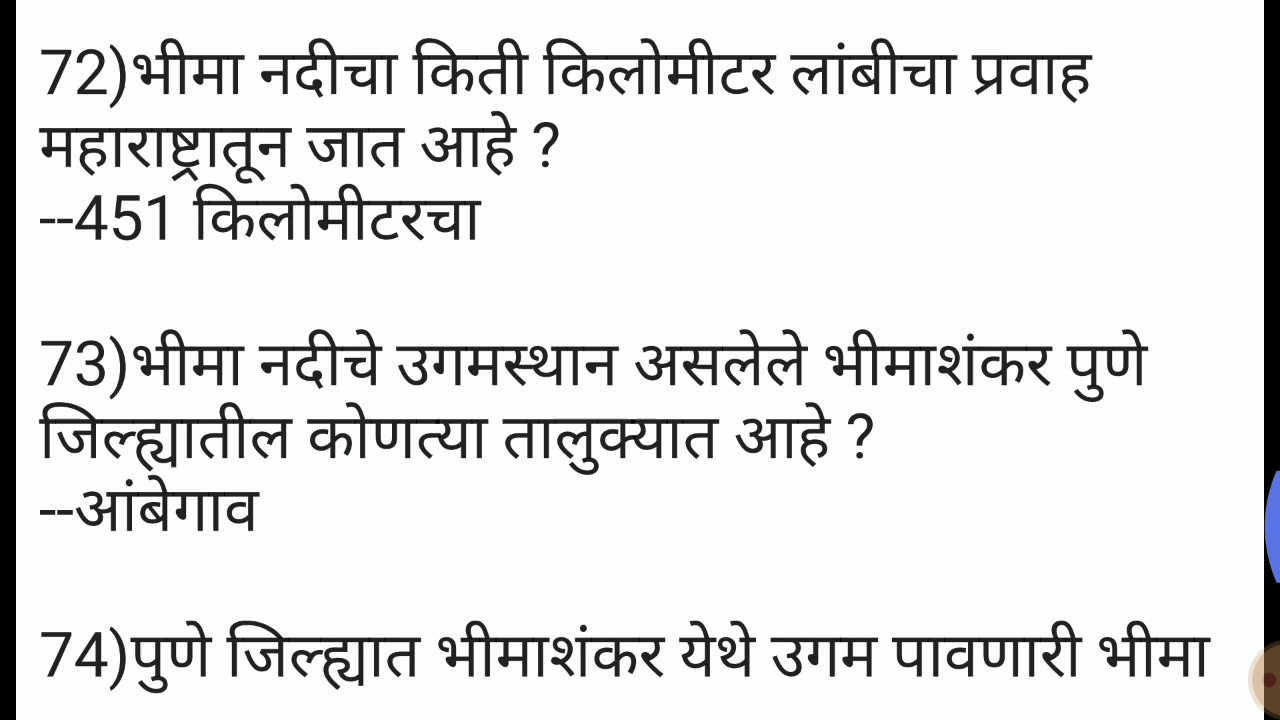 72)भीमा नदीचा किती किलोमीटर लांबीचा प्रवाह
महाराष्ट्रातून जात आहे ?
--451 किलोमीटरचा
73)भीमा नदीचे उगमस्थान असलेले भीमाशंकर पुणे
जिल्ह्यातील कोणत्या तालुक्यात आहे ?
--आंबेगाव
74)पुणे जिल्ह्यात भीमाशंकर येथे उगम पावणारी भीमा